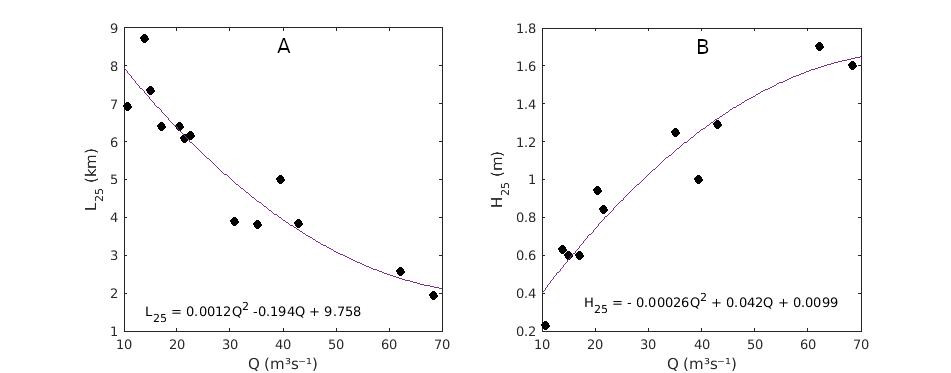 A
9
8
7
6
5
4
3
2
1
L25 (km)
L25 = 0.0012Q² -0.194Q + 9.758
10 20 30 40 50 60 70
Q (m³s⁻¹)
B
1.8
1.6
1.4
1.2
1
0.8
0.6
0.4
0.2
H25 (m)
H25 = - 0.00026Q² + 0.042Q + 0.0099
10 20 30 40 50 60 70
Q (m³s⁻¹)